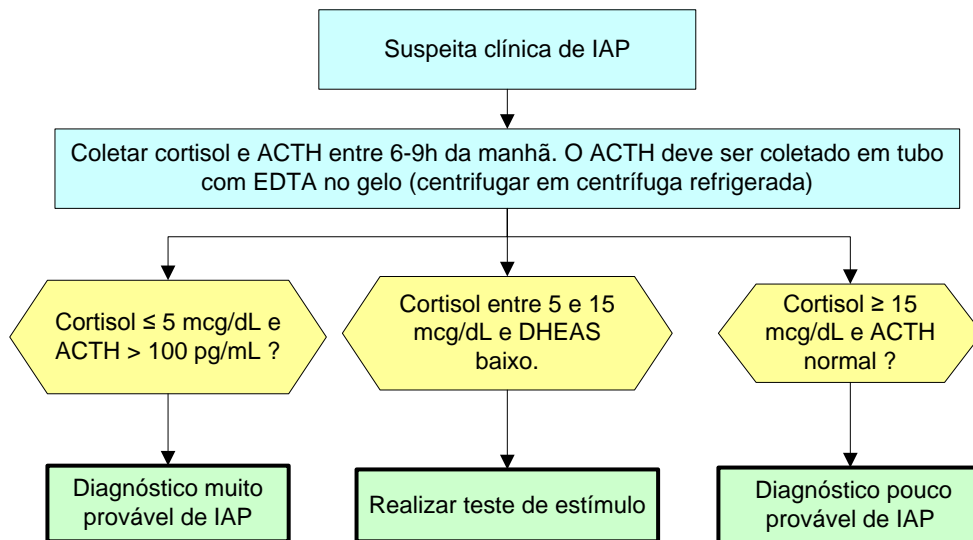 Suspeita clínica de IAP
Coletar cortisol e ACTH entre 6-9h da manhã. O ACTH deve ser coletado em tubo
com EDTA no gelo (centrifugar em centrífuga refrigerada)
Cortisol ≤ 5 mcg/dL e
ACTH > 100 pg/mL ?
Cortisol entre 5 e 15
mcg/dL e DHEAS
baixo.
Cortisol ≥ 15
mcg/dL e ACTH
normal ?
Diagnóstico muito
provável de IAP
Realizar teste de estímulo
Diagnóstico pouco
provável de IAP